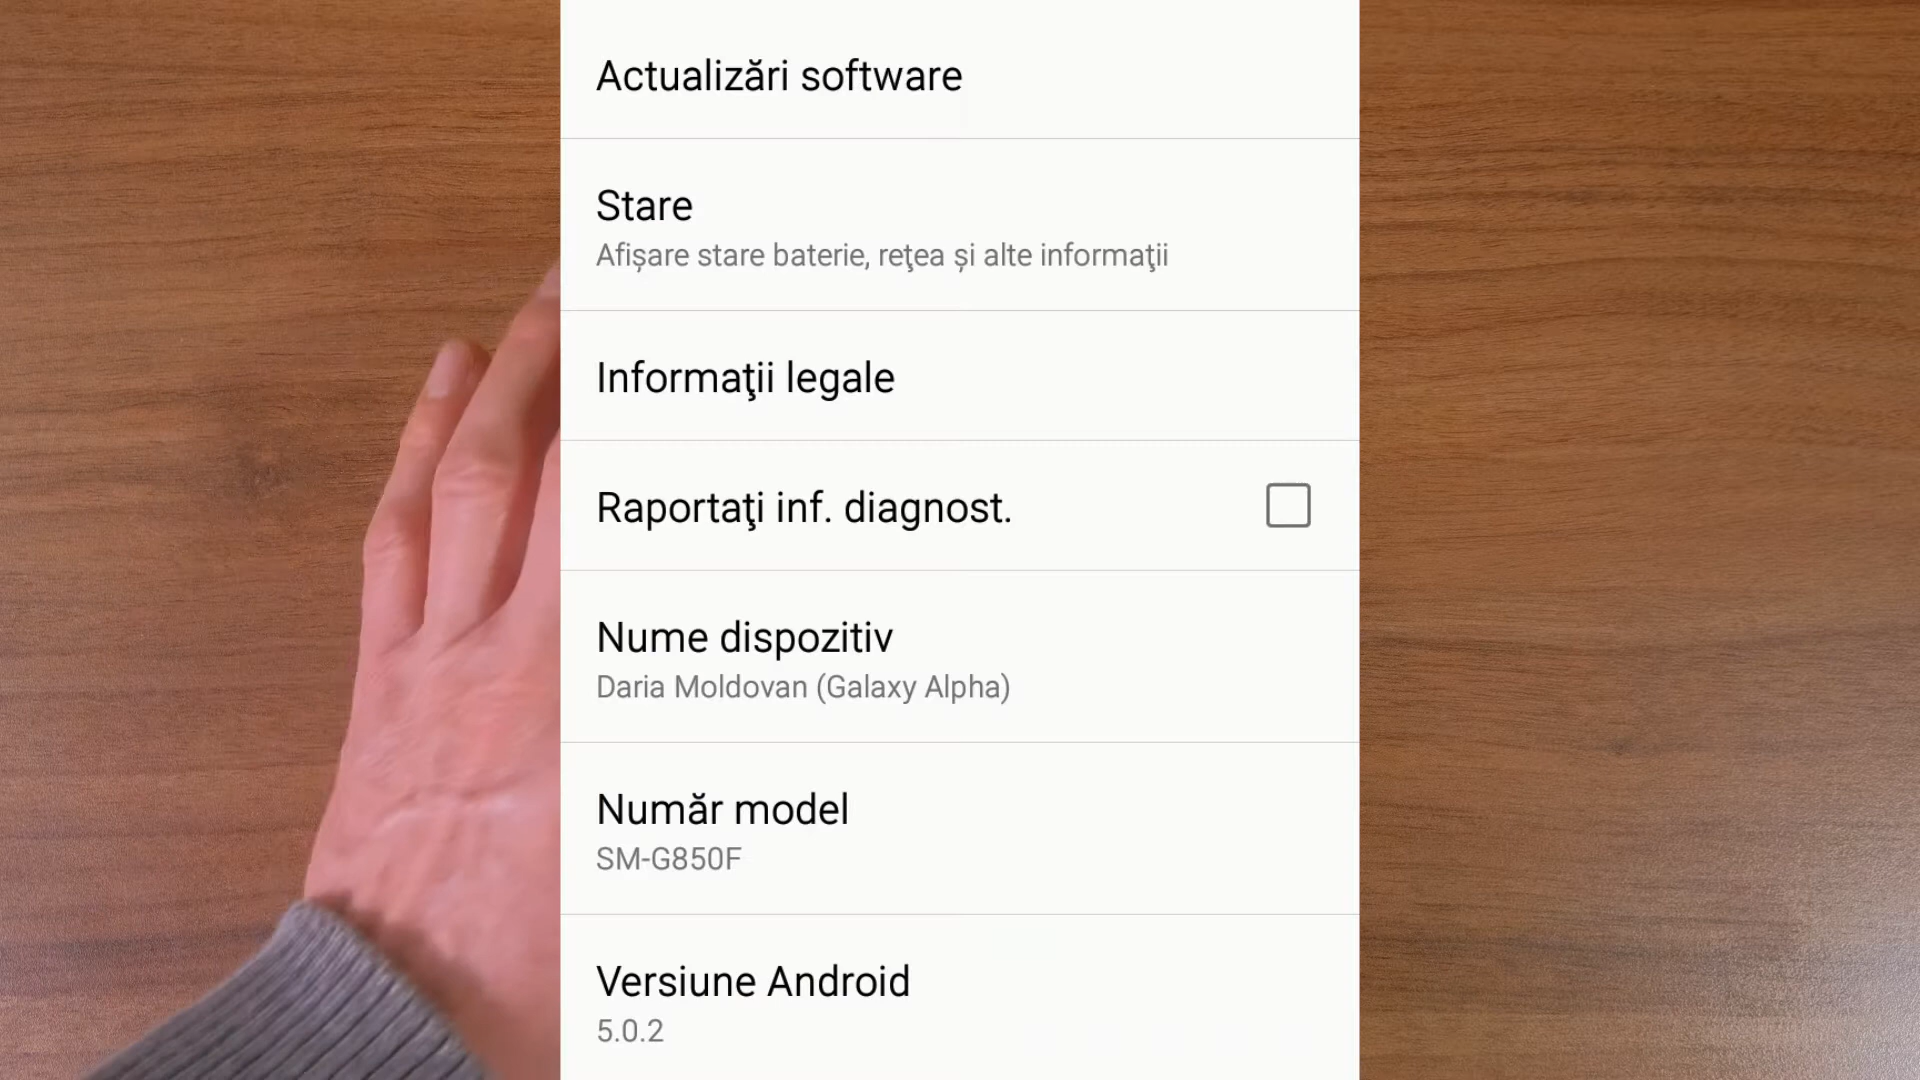 Actualizări software
Stare
Afişare stare baterie, reţea şi alte informaţii
Informaţii legale
Raportaţi inf. diagnost.
Nume dispozitiv
Daria Moldovan (Galaxy Alpha)
Număr model
SM-G850F
Versiune Android
5.0.2